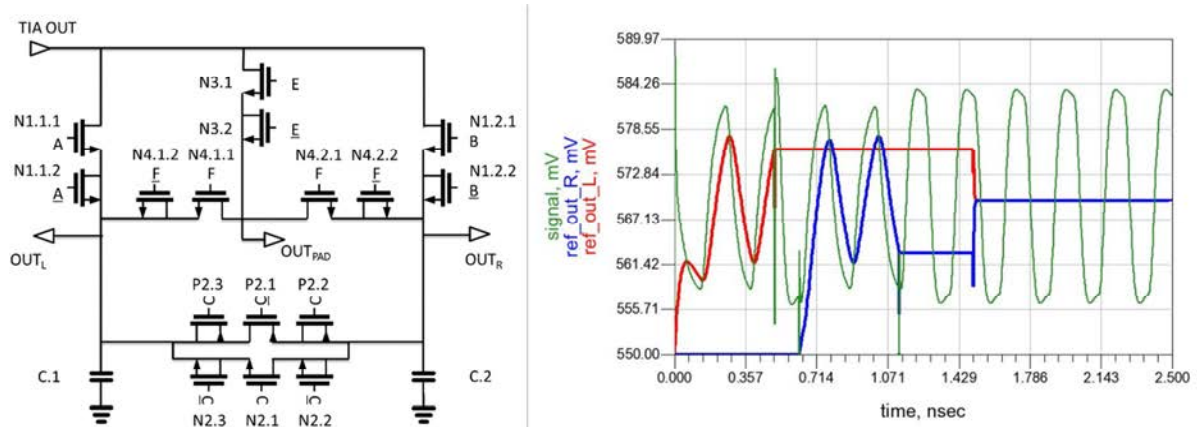 TIA OUT
N3.1
E
N3.2
E
N1.1.1
A
N1.2.1
B
N4.1.2
N4.1.1
N4.2.1
N4.2.2
N1.1.2
A
F
F
F
F
N1.2.2
B
OUTL
OUTPAD
OUTR
P2.3
P2.1
P2.2
C
C
C
C.1
C.2
C
C
C
N2.3
N2.1
N2.2
589.97
584.26
578.55
572.84
567.13
561.42
555.71
550.00
signal, mV
ref_out_R, mV
ref_out_L, mV
0.000
0.357
0.714
1.071
1.429
1.786
2.143
2.500
time, nsec